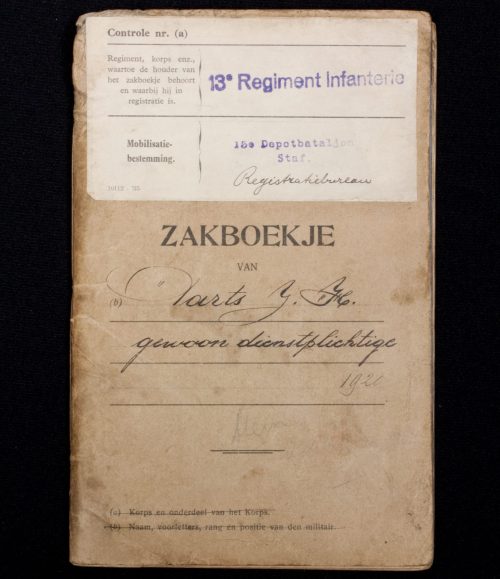 Controle nr. (a)
Regiment, korps enz.,
waartoe de houder van
het zakboekje behoort
en waarbij hij in
registratie is.
13e Regiment Infanterie
Mobilisatie-
bestemming.
13e Depotbataljon
Staf.
Registratiebureau
ZAKBOEKJE
VAN
(b) Aarts J. H.
gewoon dienstplichtige
(a) Korps en onderdeel van het Korps.
(b) Naam, voorletters, rang en positie van den militair.